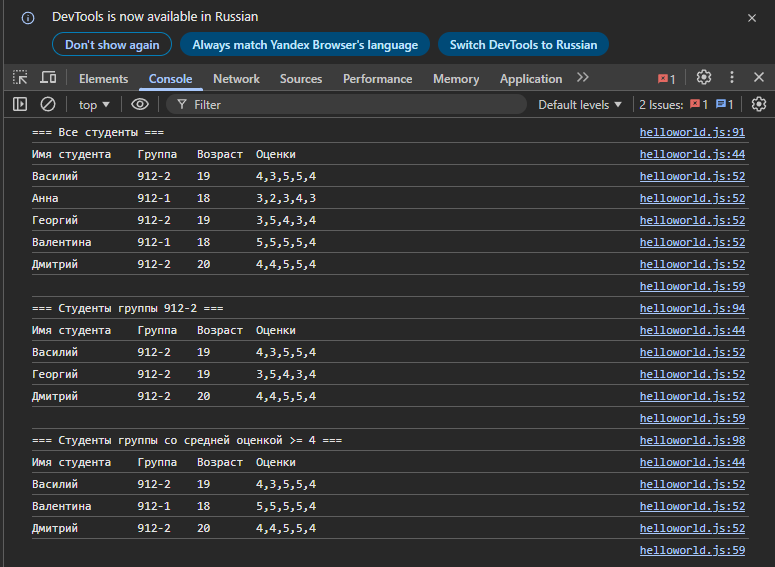 DevTools is now available in Russian
Don't show again Always match Yandex Browser's language Switch DevTools to Russian
Elements Console Network Sources Performance Memory Application 1
top Filter Default levels 2 Issues: 1 1
=== Все студенты === helloworld.js:91
Имя студента Группа Возраст Оценки helloworld.js:44
Василий 912-2 19 4,3,5,5,4 helloworld.js:52
Анна 912-1 18 3,2,3,4,3 helloworld.js:52
Георгий 912-2 19 3,5,4,3,4 helloworld.js:52
Валентина 912-1 18 5,5,5,5,4 helloworld.js:52
Дмитрий 912-2 20 4,4,5,5,4 helloworld.js:52
helloworld.js:59
=== Студенты группы 912-2 === helloworld.js:94
Имя студента Группа Возраст Оценки helloworld.js:44
Василий 912-2 19 4,3,5,5,4 helloworld.js:52
Георгий 912-2 19 3,5,4,3,4 helloworld.js:52
Дмитрий 912-2 20 4,4,5,5,4 helloworld.js:52
helloworld.js:59
=== Студенты группы со средней оценкой >= 4 === helloworld.js:98
Имя студента Группа Возраст Оценки helloworld.js:44
Василий 912-2 19 4,3,5,5,4 helloworld.js:52
Валентина 912-1 18 5,5,5,5,4 helloworld.js:52
Дмитрий 912-2 20 4,4,5,5,4 helloworld.js:52
helloworld.js:59